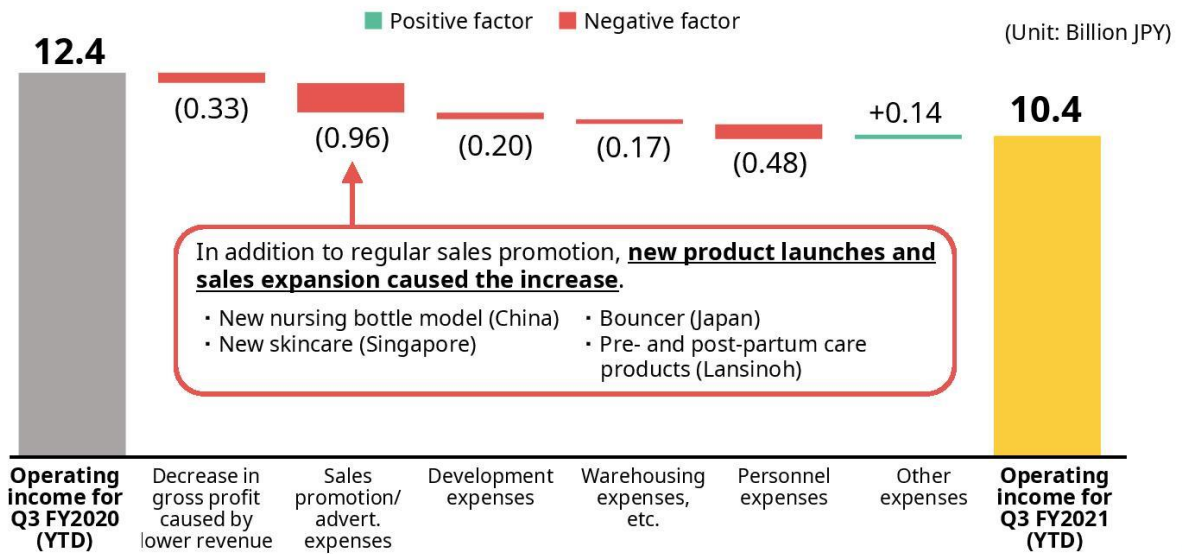 Positive factor
Negative factor
(Unit: Billion JPY)
12.4
(0.33)
(0.96)
(0.20)
(0.17)
(0.48)
+0.14
10.4
In addition to regular sales promotion, new product launches and
sales expansion caused the increase.
・New nursing bottle model (China)
・New skincare (Singapore)
・Bouncer (Japan)
・Pre- and post-partum care
products (Lansinoh)
Operating
income for
Q3 FY2020
(YTD)
Decrease in
gross profit
caused by
lower revenue
Sales
promotion/
advert.
expenses
Development
expenses
Warehousing
expenses,
etc.
Personnel
expenses
Other
expenses
Operating
income for
Q3 FY2021
(YTD)